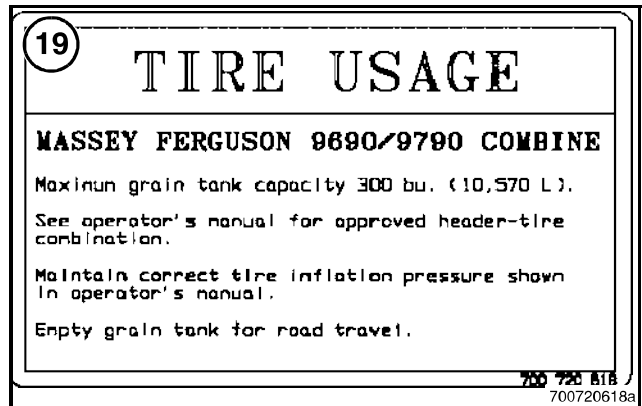 19
TIRE USAGE
MASSEY FERGUSON 9690/9790 COMBINE
Maximum grain tank capacity 300 bu. (10,570 L).
See operator's manual for approved header-tire
combination.
Maintain correct tire inflation pressure shown
in operator's manual.
Empty grain tank for road travel.
700 720 618
700720618a